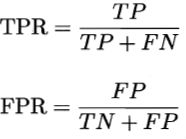 TPR = TP / (TP + FN)
FPR = FP / (TN + FP)